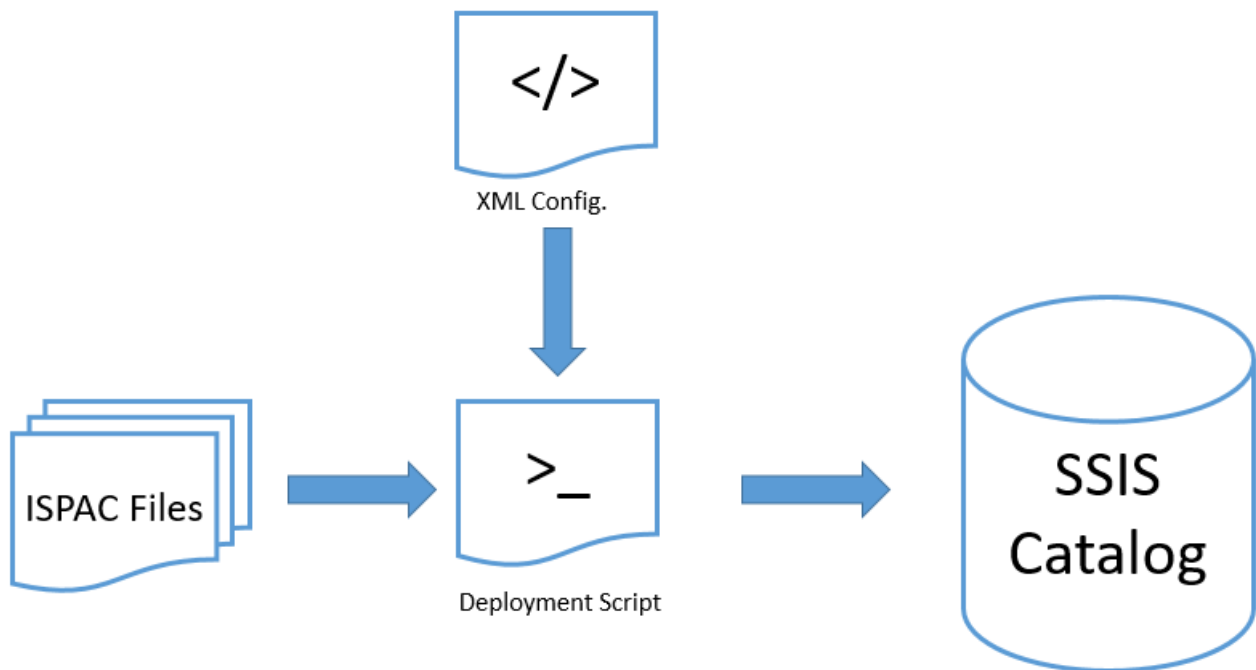 </>
XML Config.
ISPAC Files
>_
Deployment Script
SSIS
Catalog